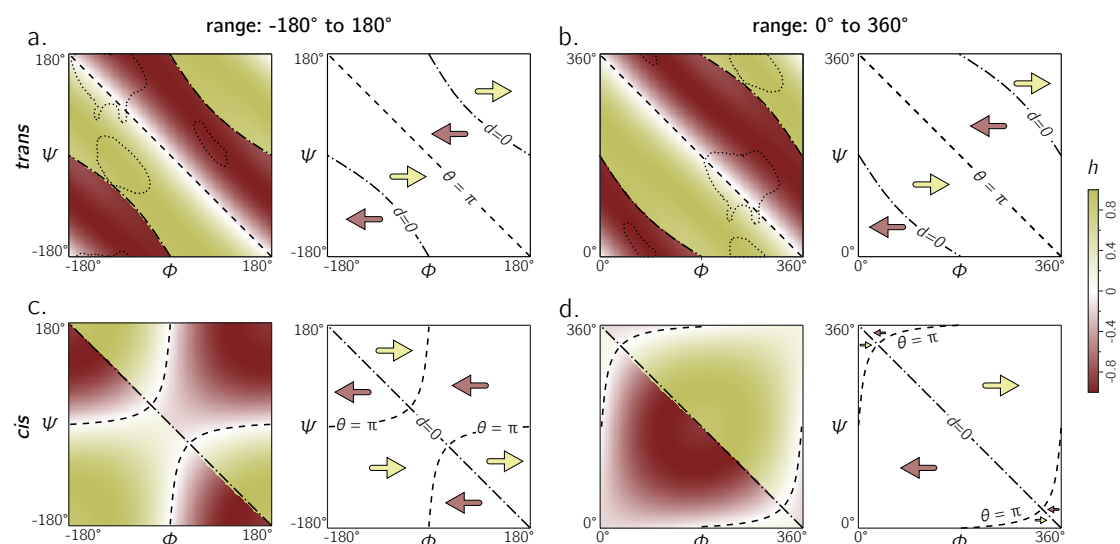 range: -180° to 180°
range: 0° to 360°
a.
b.
180°
180°
360°
360°
trans
ψ
ψ
ψ
ψ
d=0
θ = π
d=0
d=0
θ = π
d=0
h
0.8
0.4
0
-0.4
-0.8
-180°
-180°
0°
0°
-180°
ϕ
180°
-180°
ϕ
180°
0°
ϕ
360°
0°
ϕ
360°
c.
d.
180°
180°
360°
360°
θ = π
cis
ψ
ψ
ψ
ψ
θ = π
d=0
θ = π
d=0
θ = π
-180°
-180°
0°
0°
-180°
ϕ
180°
-180°
ϕ
180°
0°
ϕ
360°
0°
ϕ
360°